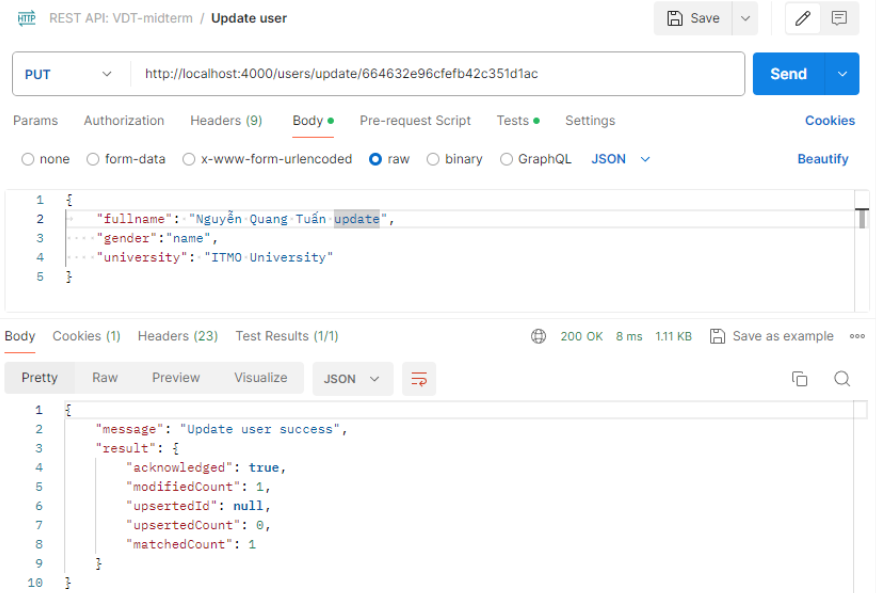 HTTP REST API: VDT-midterm / Update user Save
PUT http://localhost:4000/users/update/664632e96cfefb42c351d1ac Send
Params Authorization Headers (9) Body Pre-request Script Tests Settings Cookies
none form-data x-www-form-urlencoded raw binary GraphQL JSON Beautify
1 {
2 "fullname": "Nguyễn Quang Tuấn update",
3 "gender":"name",
4 "university": "ITMO University"
5 }
Body Cookies (1) Headers (23) Test Results (1/1) 200 OK 8 ms 1.11 KB Save as example
Pretty Raw Preview Visualize JSON
1 {
2 "message": "Update user success",
3 "result": {
4 "acknowledged": true,
5 "modifiedCount": 1,
6 "upsertedId": null,
7 "upsertedCount": 0,
8 "matchedCount": 1
9 }
10 }